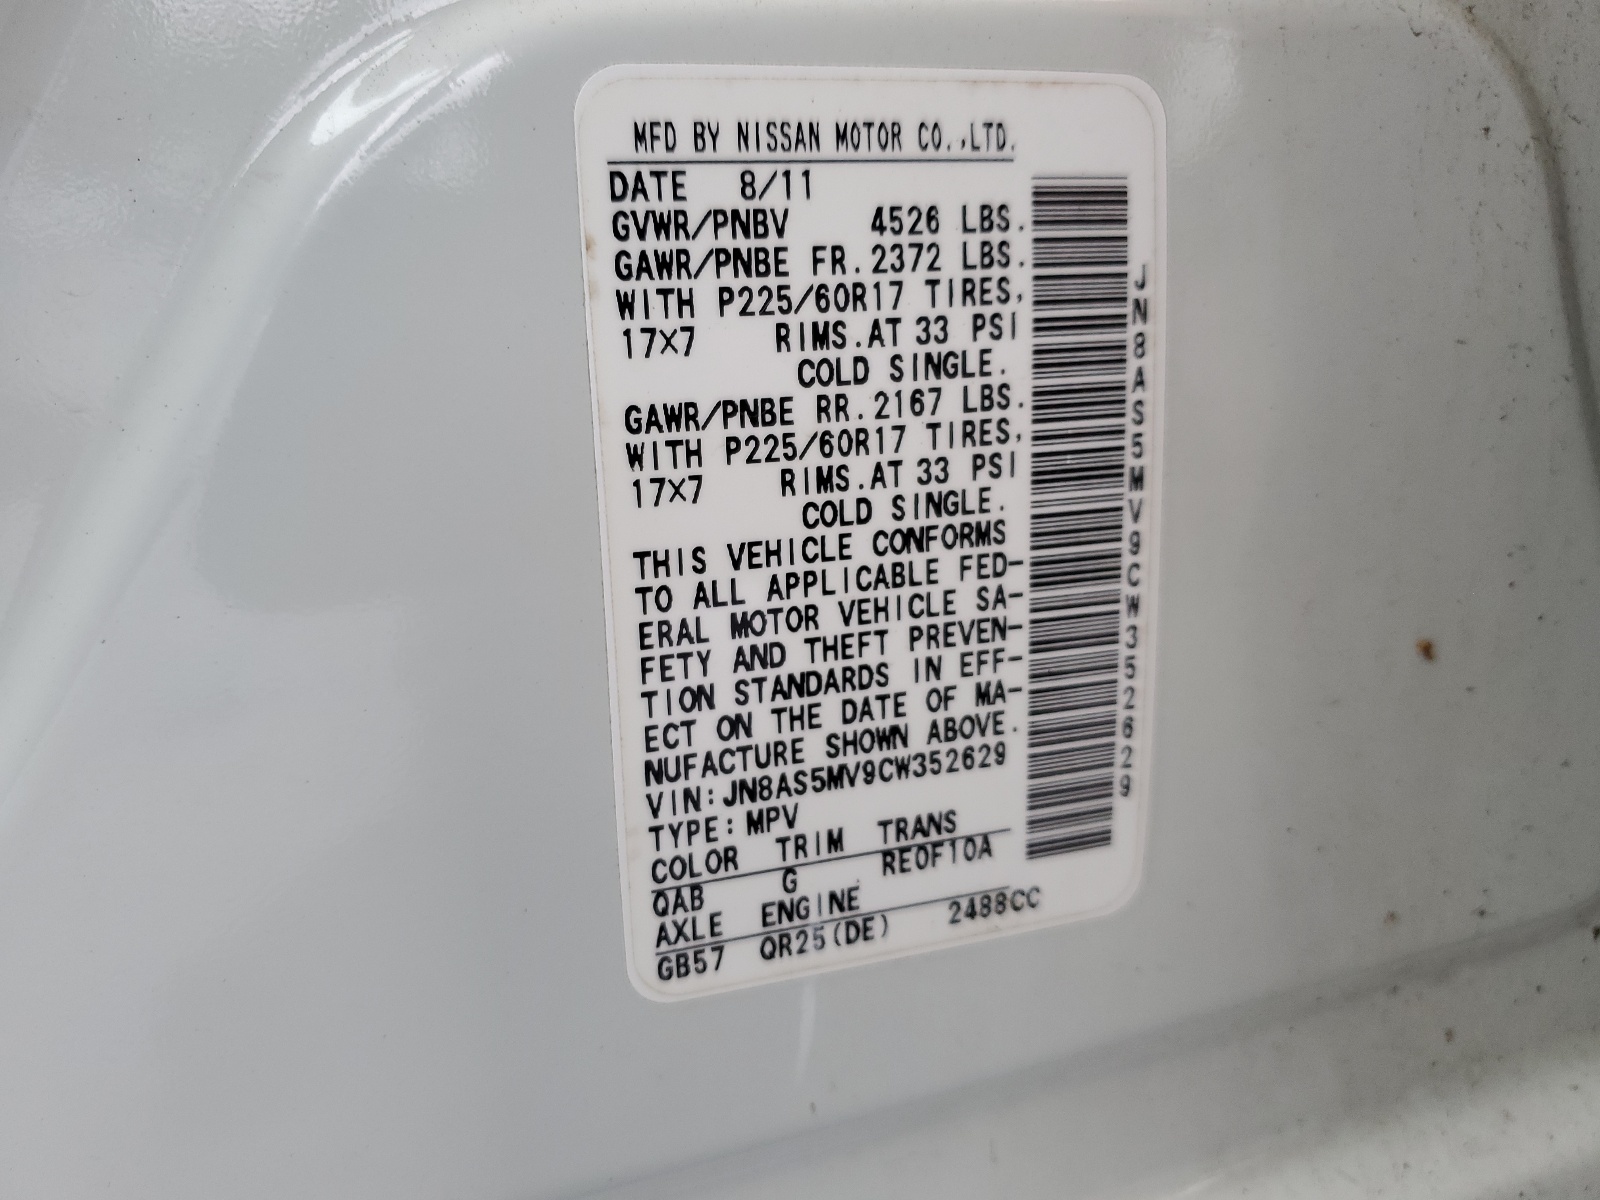 MFD BY NISSAN MOTOR CO.,LTD.
DATE 8/11
GVWR/PNBV 4526 LBS.
GAWR/PNBE FR.2372 LBS.
WITH P225/60R17 TIRES,
17X7 RIMS.AT 33 PSI
COLD SINGLE.
GAWR/PNBE RR.2167 LBS.
WITH P225/60R17 TIRES,
17X7 RIMS.AT 33 PSI
COLD SINGLE.
THIS VEHICLE CONFORMS
TO ALL APPLICABLE FED-
ERAL MOTOR VEHICLE SA-
FETY AND THEFT PREVEN-
TION STANDARDS IN EFF-
ECT ON THE DATE OF MA-
NUFACTURE SHOWN ABOVE.
VIN:JN8AS5MV9CW352629
TYPE:MPV
COLOR TRIM TRANS
QAB G RE0F10A
AXLE ENGINE
GB57 QR25(DE) 2488CC
JN8AS5MV9CW352629